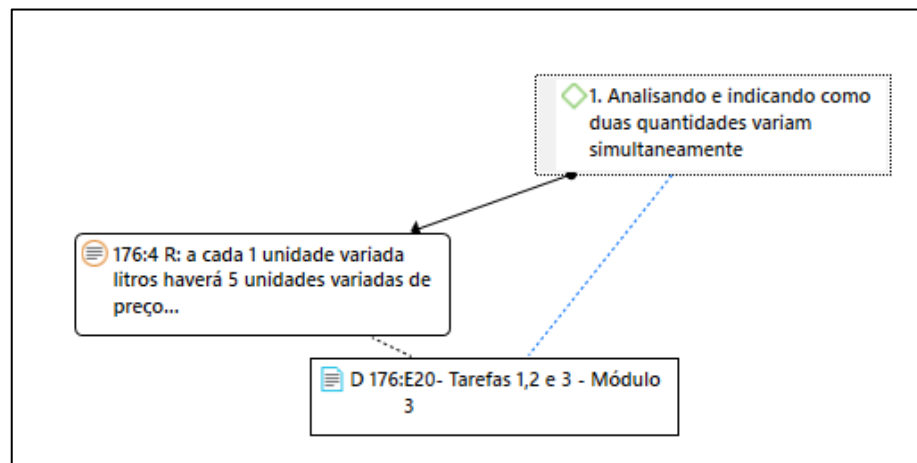 1. Analisando e indicando como
duas quantidades variam
simultaneamente
176:4 R: a cada 1 unidade variada
litros haverá 5 unidades variadas de
preço...
D 176:E20- Tarefas 1,2 e 3 - Módulo
3